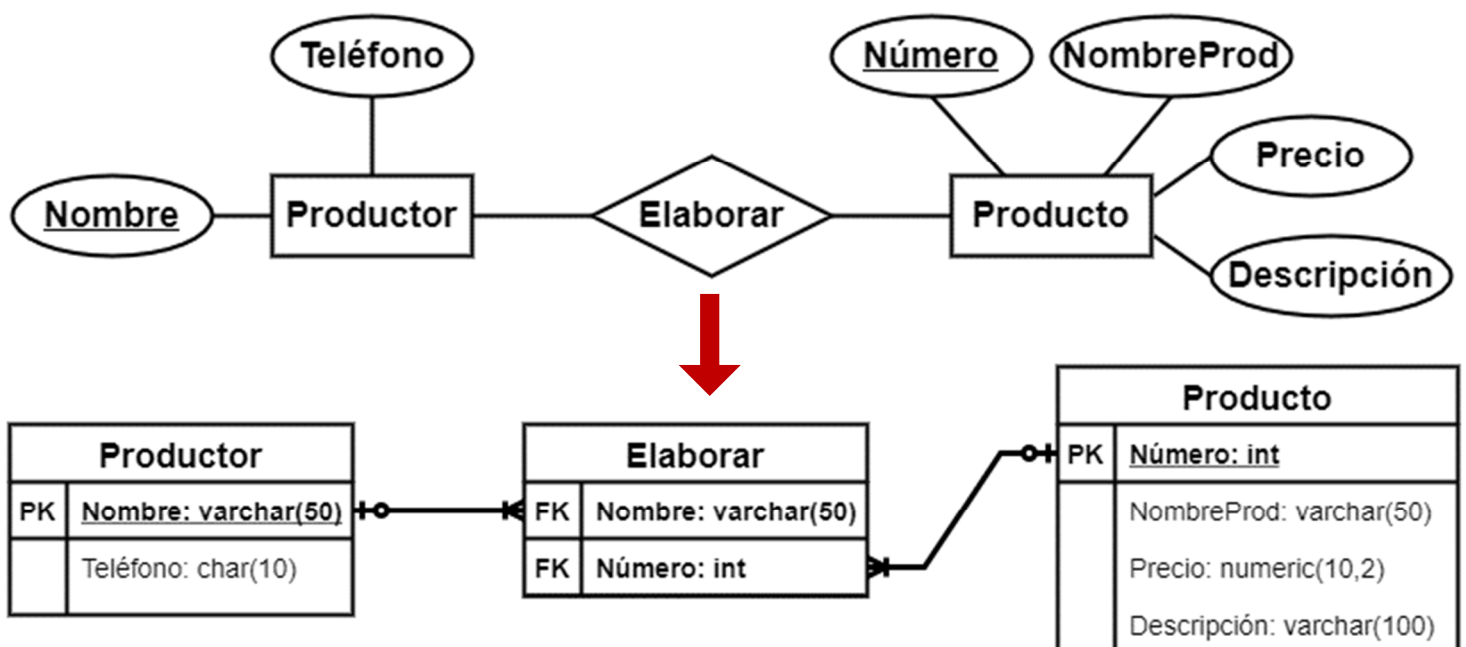 Teléfono
Número
NombreProd
Precio
Nombre
Productor
Elaborar
Producto
Descripción
Productor
PK Nombre: varchar(50)
Teléfono: char(10)
Elaborar
FK Nombre: varchar(50)
FK Número: int
Producto
PK Número: int
NombreProd: varchar(50)
Precio: numeric(10,2)
Descripción: varchar(100)